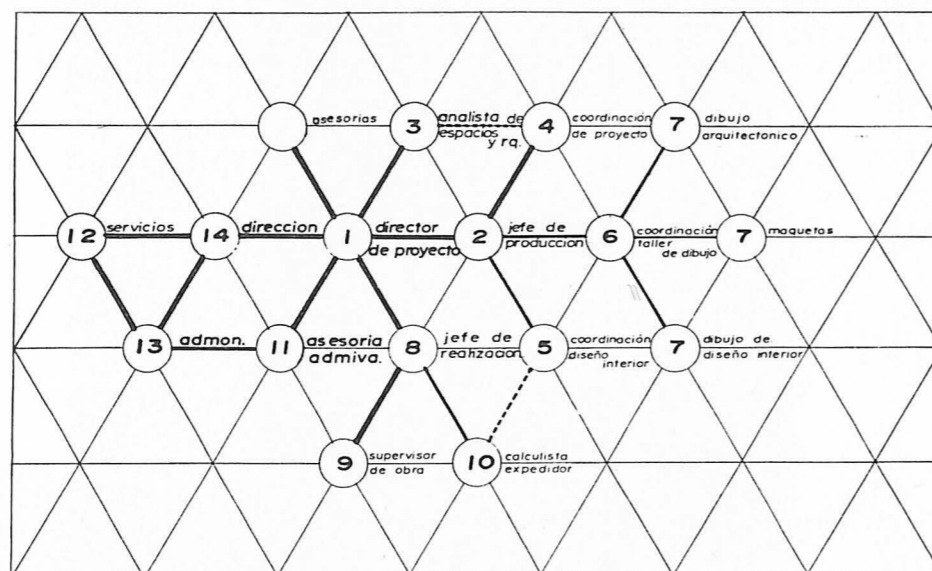 asesorias
3 analista de
espacios
y rq.
4 coordinación
de proyecto
7 dibujo
arquitectonico
12 servicios
14 direccion
1 director
de proyecto
2 jefe de
produccion
6 coordinación
taller
de dibujo
7 maquetas
13 admon.
11 asesoria
admiva.
8 jefe de
realización
5 coordinación
diseño
interior
7 dibujo de
diseño interior
9 supervisor
de obra
10 calculista
expedidor